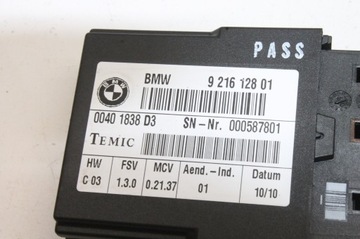 PASS
BMW 9 216 128 01
0040 1838 D3 SN-Nr. 000587801
TEMIC
HW FSV MCV Aend.-Ind. Datum
C 03 1.3.0 0.21.37 01 10/10